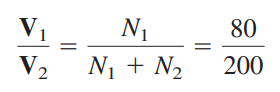 V₁/V₂ = N₁/(N₁ + N₂) = 80/200